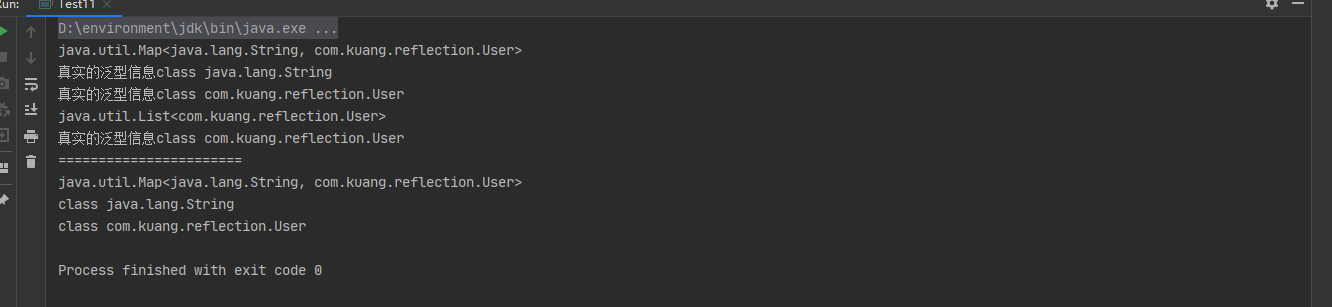 Run: Test11
D:\environment\jdk\bin\java.exe ...
java.util.Map<java.lang.String, com.kuang.reflection.User>
真实的泛型信息class java.lang.String
真实的泛型信息class com.kuang.reflection.User
java.util.List<com.kuang.reflection.User>
真实的泛型信息class com.kuang.reflection.User
=======================
java.util.Map<java.lang.String, com.kuang.reflection.User>
class java.lang.String
class com.kuang.reflection.User
Process finished with exit code 0